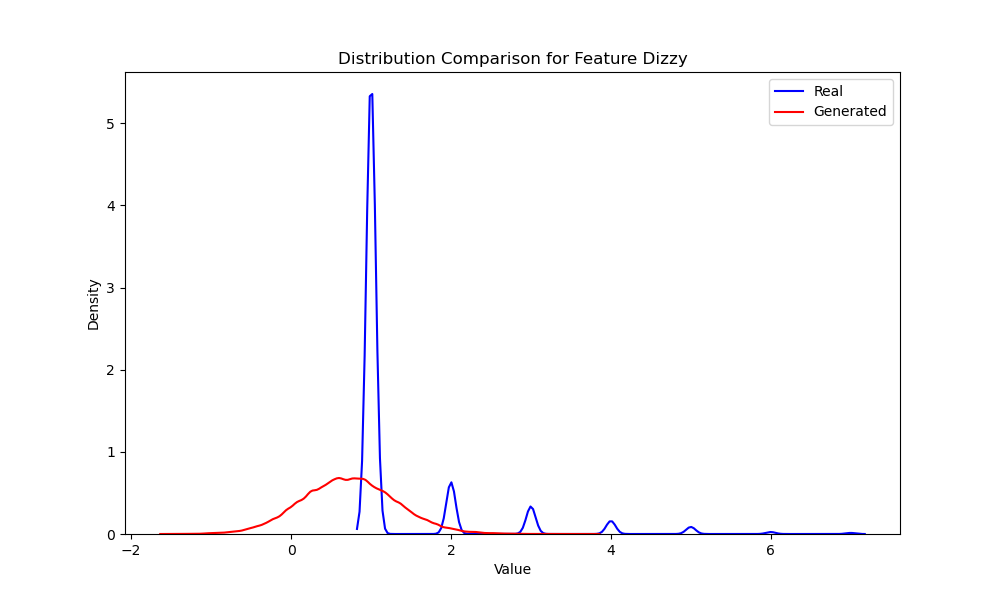 Distribution Comparison for Feature Dizzy
Real
Generated
Density
5
4
3
2
1
0
−2
0
2
4
6
Value